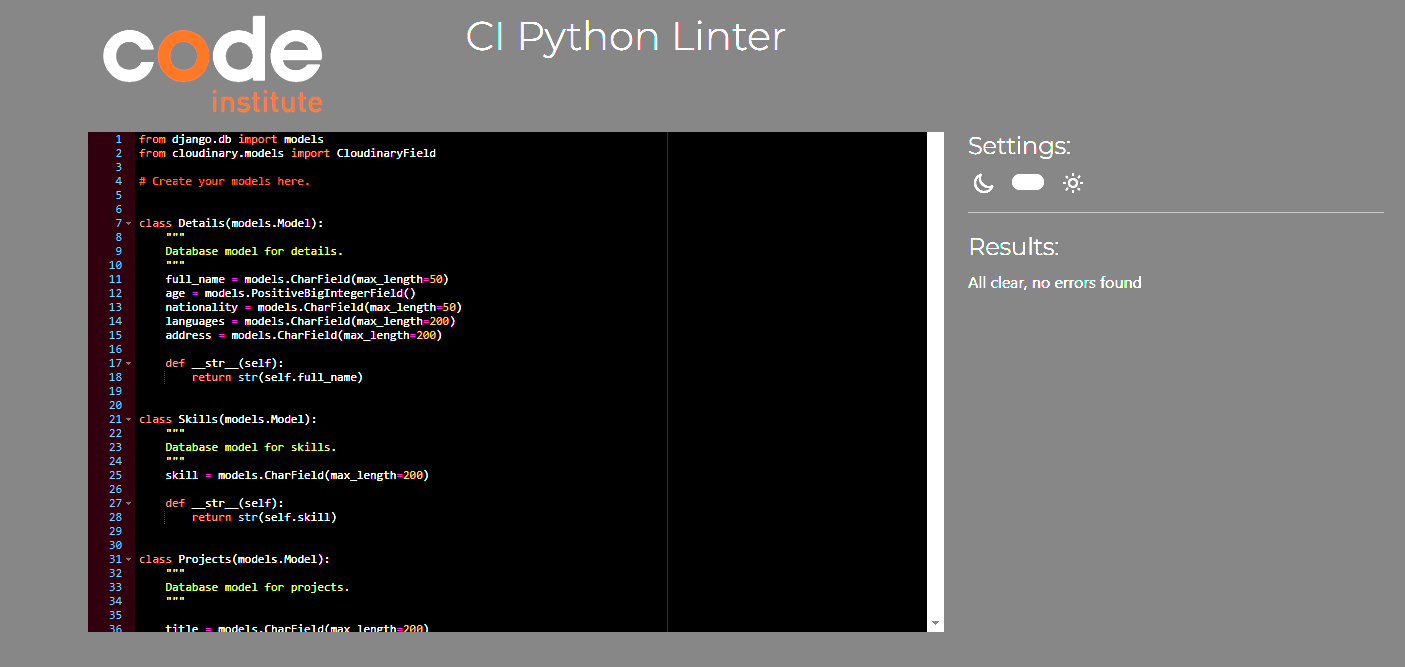 code
institute
CI Python Linter
1 from django.db import models
2 from cloudinary.models import CloudinaryField
3
4 # Create your models here.
5
6
7 class Details(models.Model):
8 """
9 Database model for details.
10 """
11 full_name = models.CharField(max_length=50)
12 age = models.PositiveBigIntegerField()
13 nationality = models.CharField(max_length=50)
14 languages = models.CharField(max_length=200)
15 address = models.CharField(max_length=200)
16
17 def __str__(self):
18 return str(self.full_name)
19
20
21 class Skills(models.Model):
22 """
23 Database model for skills.
24 """
25 skill = models.CharField(max_length=200)
26
27 def __str__(self):
28 return str(self.skill)
29
30
31 class Projects(models.Model):
32 """
33 Database model for projects.
34 """
35
36 title = models.CharField(max_length=200)
Settings:
Results:
All clear, no errors found